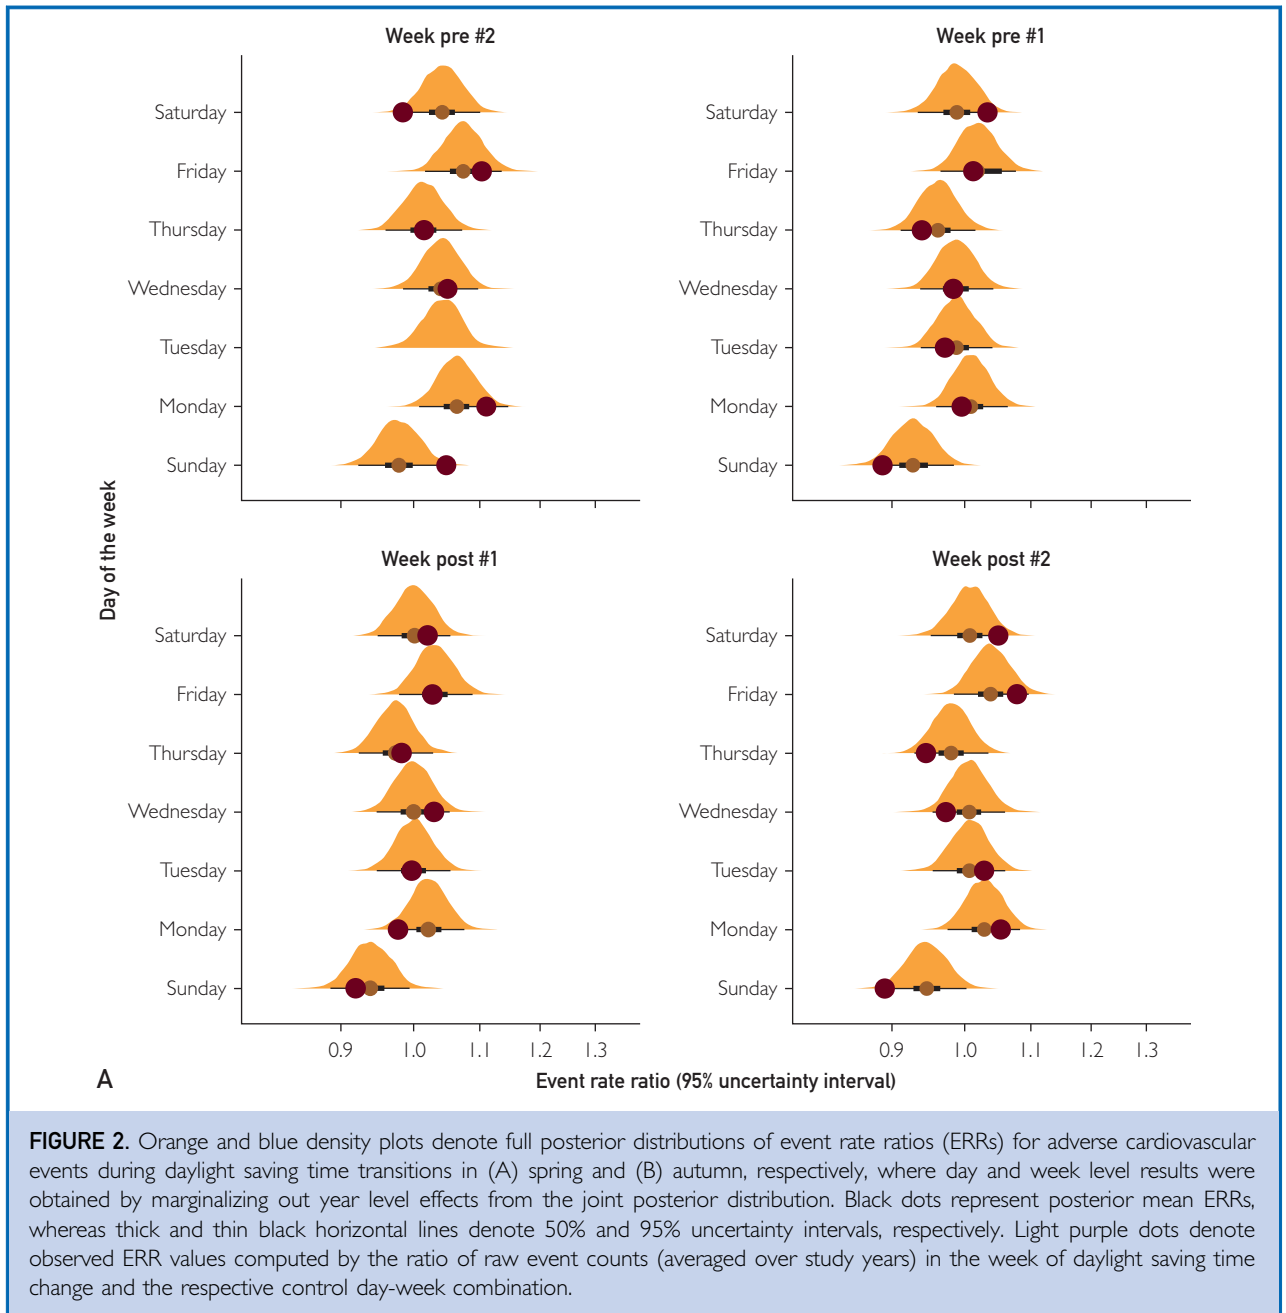 Week pre #2
Week pre #1
Saturday
Friday
Thursday
Wednesday
Tuesday
Monday
Sunday
Saturday
Friday
Thursday
Wednesday
Tuesday
Monday
Sunday
Day of the week
Week post #1
Week post #2
Saturday
Friday
Thursday
Wednesday
Tuesday
Monday
Sunday
Saturday
Friday
Thursday
Wednesday
Tuesday
Monday
Sunday
0.9 1.0 1.1 1.2 1.3
0.9 1.0 1.1 1.2 1.3
A
Event rate ratio (95% uncertainty interval)
FIGURE 2. Orange and blue density plots denote full posterior distributions of event rate ratios (ERRs) for adverse cardiovascular
events during daylight saving time transitions in (A) spring and (B) autumn, respectively, where day and week level results were
obtained by marginalizing out year level effects from the joint posterior distribution. Black dots represent posterior mean ERRs,
whereas thick and thin black horizontal lines denote 50% and 95% uncertainty intervals, respectively. Light purple dots denote
observed ERR values computed by the ratio of raw event counts (averaged over study years) in the week of daylight saving time
change and the respective control day-week combination.